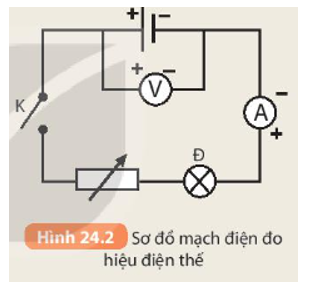 + −
+ V −
K
A
−
+
Đ
Hình 24.2 Sơ đồ mạch điện đo
hiệu điện thế